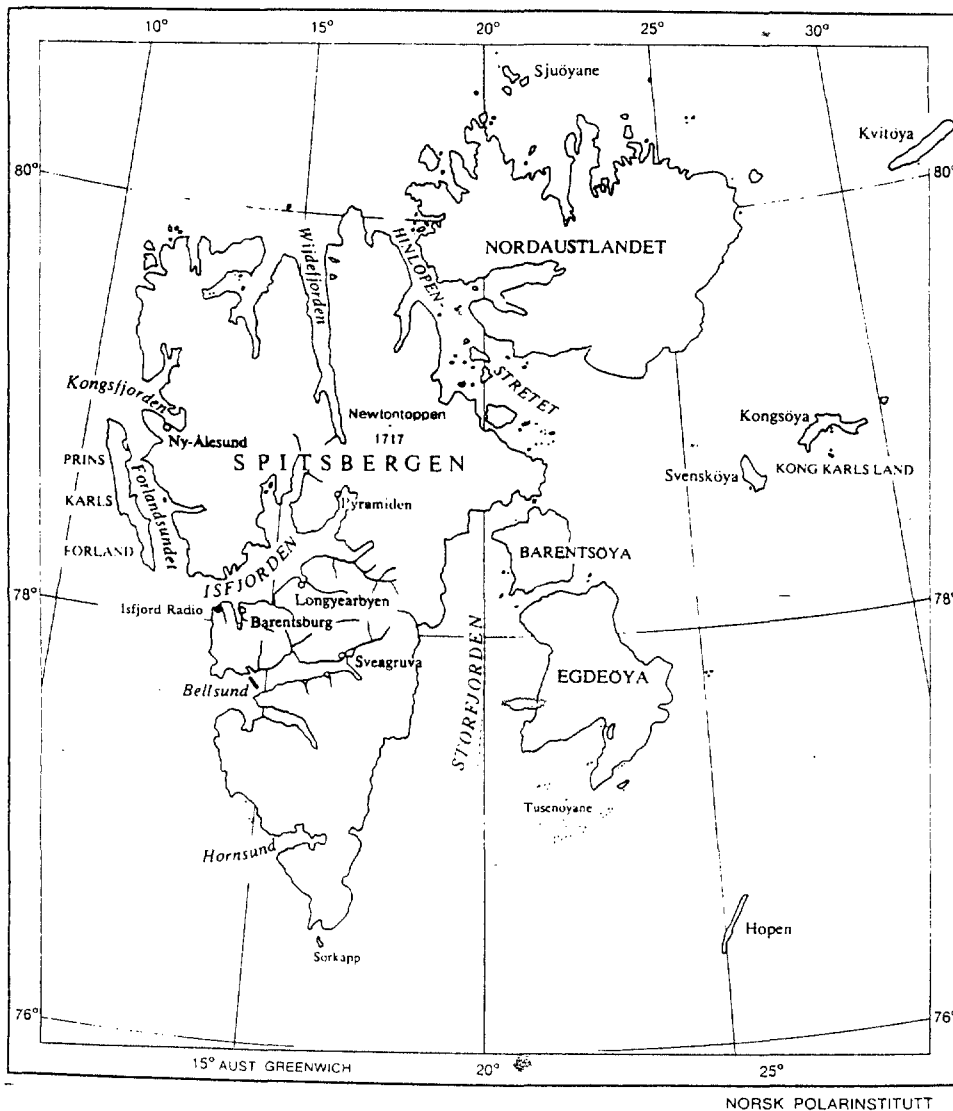 10° 15° 20° 25° 30°
Sjuöyane
Kvitöya
80° 80°
NORDAUSTLANDET
Wijdefjorden
HINLOPEN-
STRETET
Kongsfjorden
Newtontoppen
1717
Kongsöya
Ny-Ålesund
SPITSBERGEN
PRINS
KARLS
FORLAND
Forlandsundet
Svensköya
KONG KARLS LAND
Pyramiden
BARENTSÖYA
ISFJORDEN
78° 78°
Longyearbyen
Isfjord Radio
Barentsburg
Sveagruva
EGDEÖYA
Bellsund
STORFJORDEN
Tusenöyane
Hornsund
Hopen
Sorkapp
76° 76°
15° AUST GREENWICH 20° 25°
NORSK POLARINSTITUTT